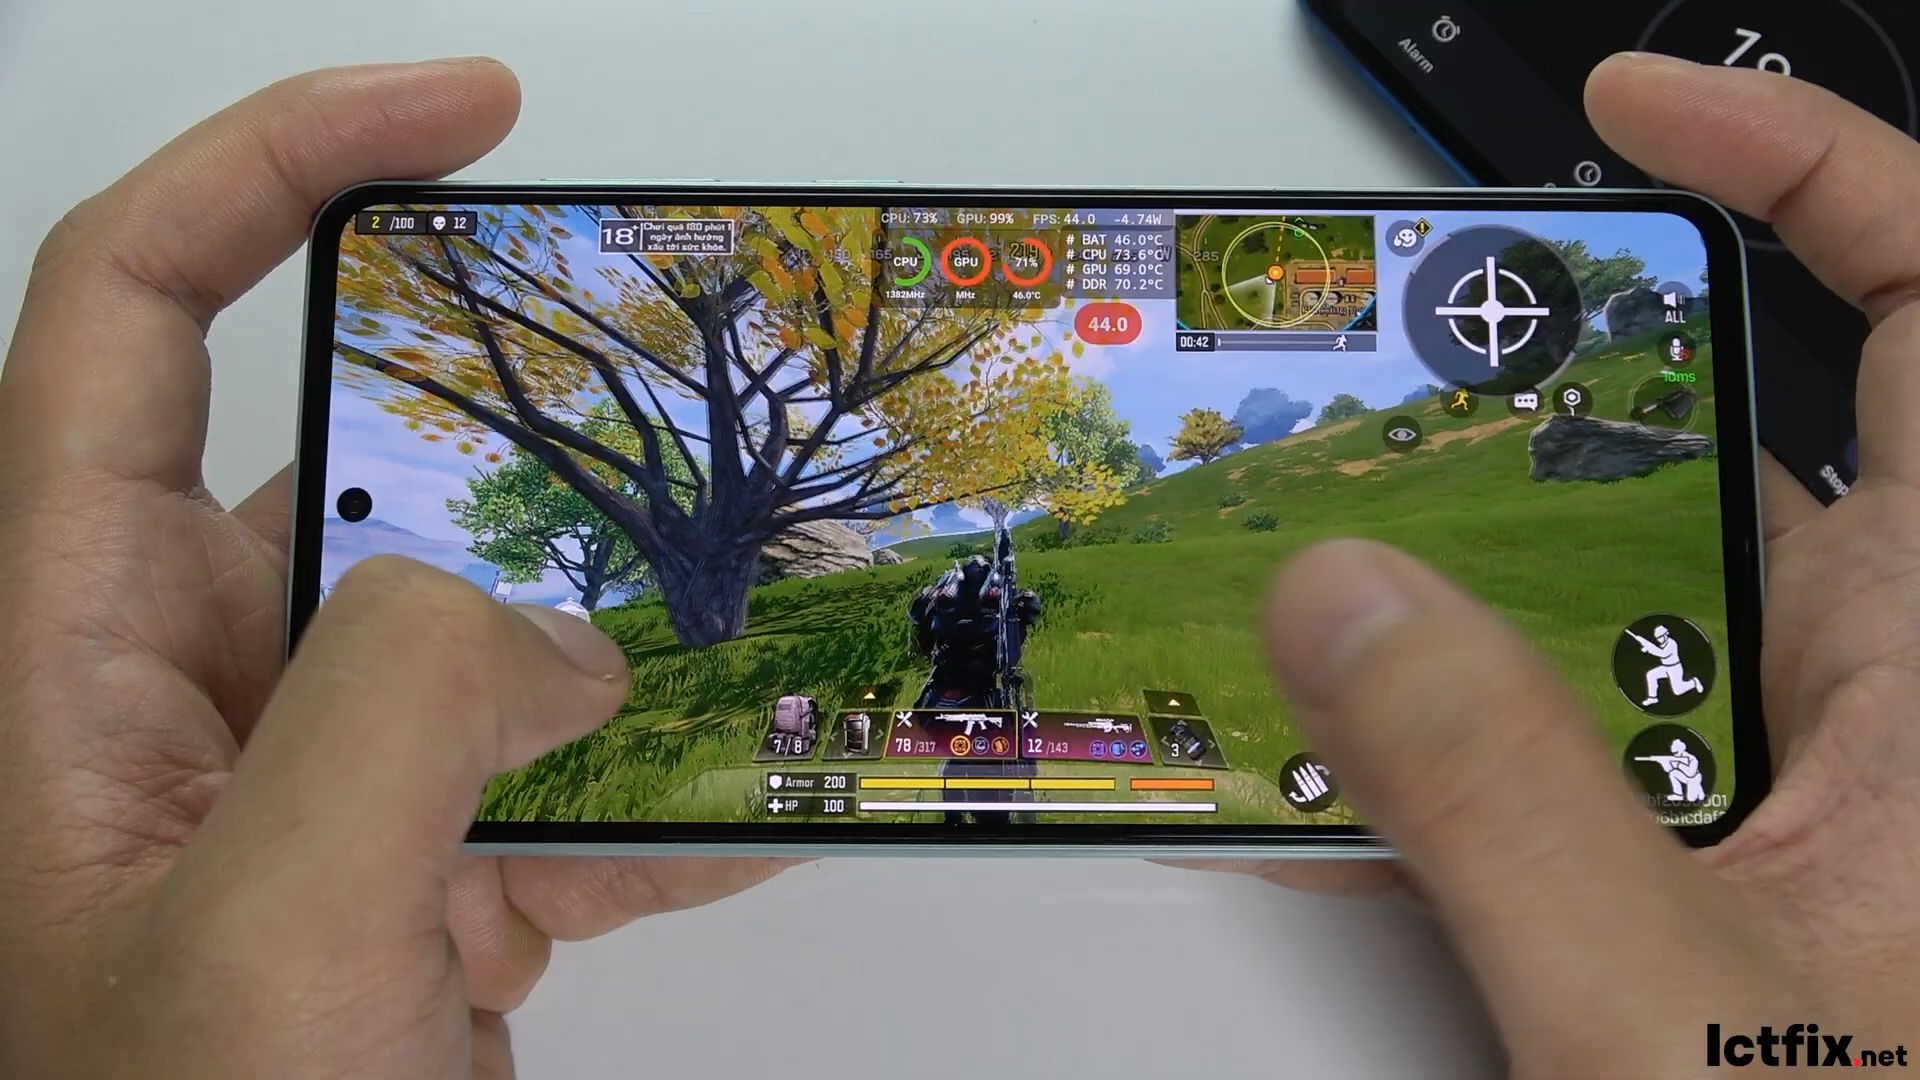 Alarm
2 /100 12
18+ Chơi quá 180 phút 1
ngày ảnh hưởng
xấu tới sức khỏe.
CPU: 73% GPU: 99% FPS: 44.0 -4.74W
CPU
1382MHz
GPU
MHz
71%
46.0°C
# BAT 46.0°C
# CPU 73.6°C
# GPU 69.0°C
# DDR 70.2°C
165
285
W
44.0
00:42
ALL
10ms
Stop
7/8
78 /317
12 /143
3
Armor 200
HP 100
Ictfix.net